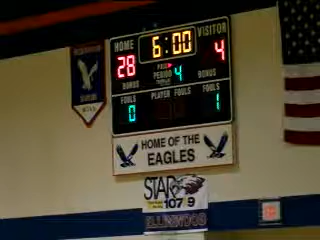 HOME 6:00 VISITOR
28 4
PERIOD 4
BONUS BONUS
FOULS PLAYER FOULS FOULS
0 1
HOME OF THE
EAGLES
STAR
107 9
ELLINWOOD